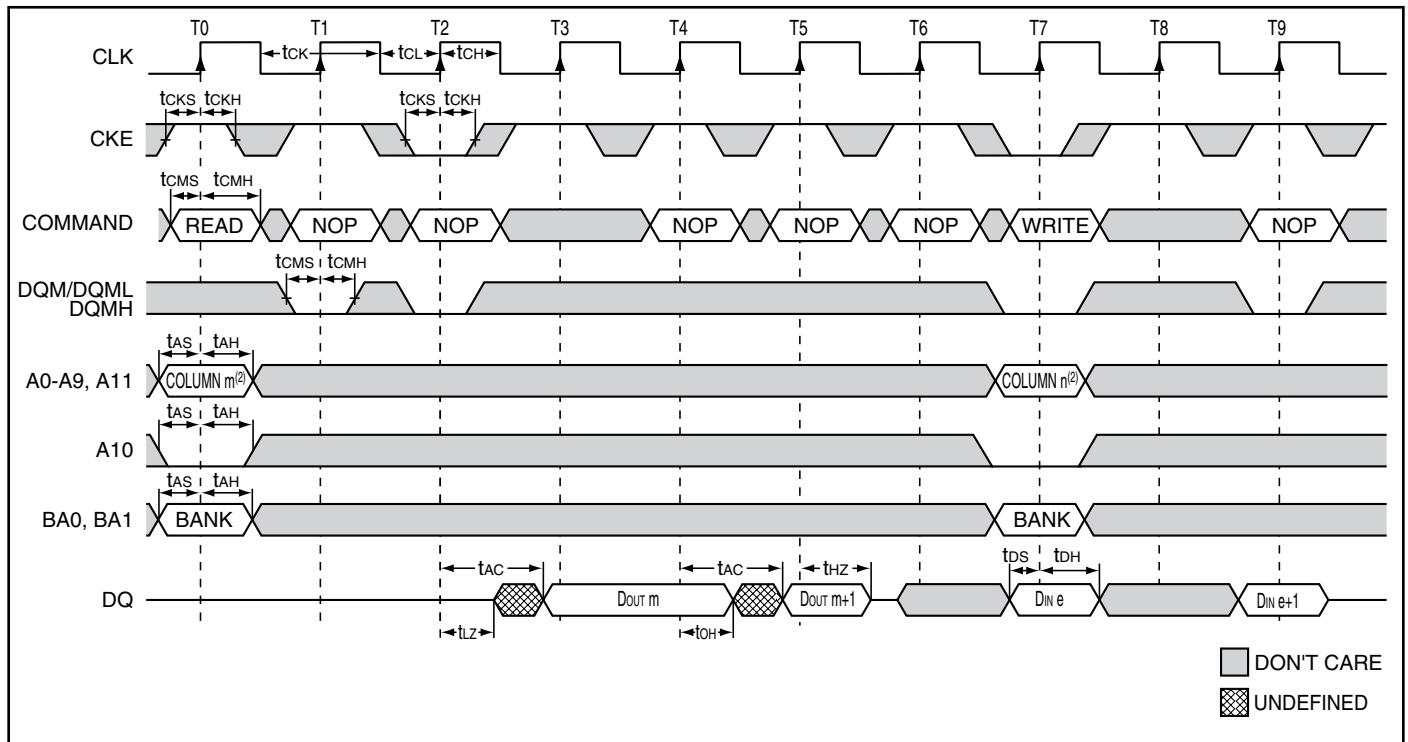 T0 T1 T2 T3 T4 T5 T6 T7 T8 T9
CLK tCK tCL tCH
tCKS tCKH tCKS tCKH
CKE
tCMS tCMH
COMMAND READ NOP NOP NOP NOP NOP WRITE NOP
tCMS tCMH
DQM/DQML
DQMH
tAS tAH
A0-A9, A11 COLUMN m(2) COLUMN n(2)
tAS tAH
A10
tAS tAH
BA0, BA1 BANK BANK
tAC tAC tHZ tDS tDH
DQ DOUT m DOUT m+1 DIN e DIN e+1
tLZ tOH
DON'T CARE
UNDEFINED